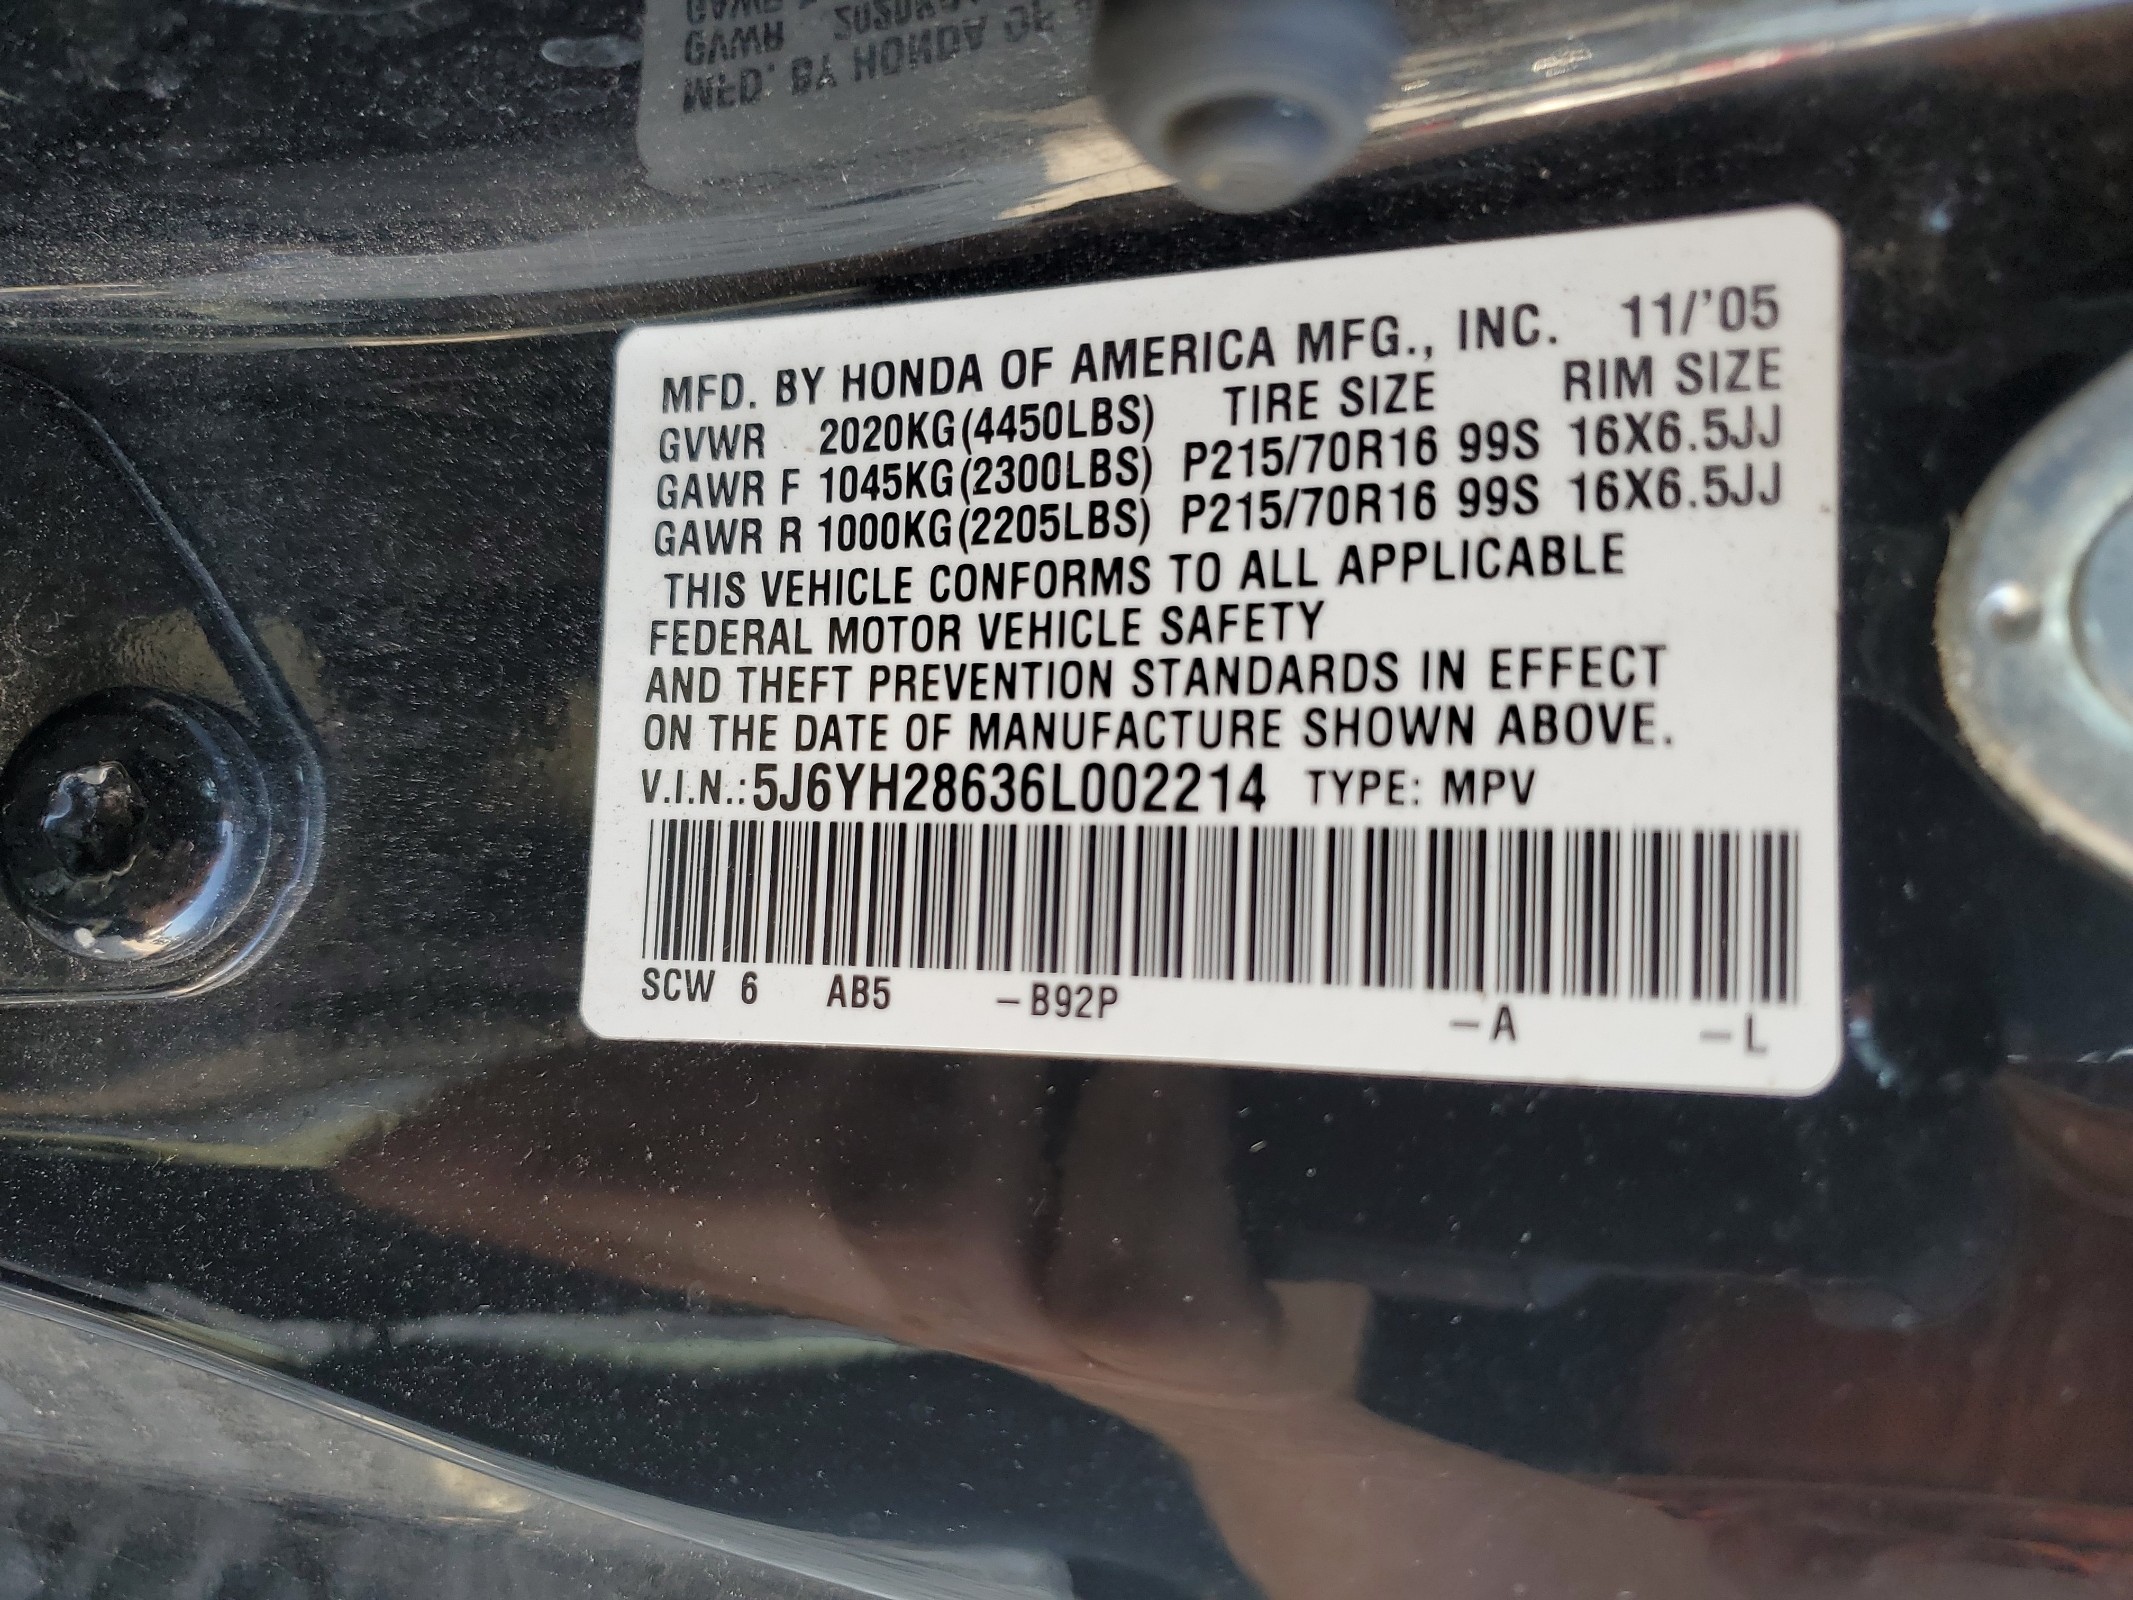 MFD. BY HONDA OF AMERICA MFG., INC. 11/'05
GVWR 2020KG(4450LBS) TIRE SIZE RIM SIZE
GAWR F 1045KG(2300LBS) P215/70R16 99S 16X6.5JJ
GAWR R 1000KG(2205LBS) P215/70R16 99S 16X6.5JJ
THIS VEHICLE CONFORMS TO ALL APPLICABLE
FEDERAL MOTOR VEHICLE SAFETY
AND THEFT PREVENTION STANDARDS IN EFFECT
ON THE DATE OF MANUFACTURE SHOWN ABOVE.
V.I.N.:5J6YH28636L002214 TYPE: MPV
SCW 6 AB5 -B92P -A -L